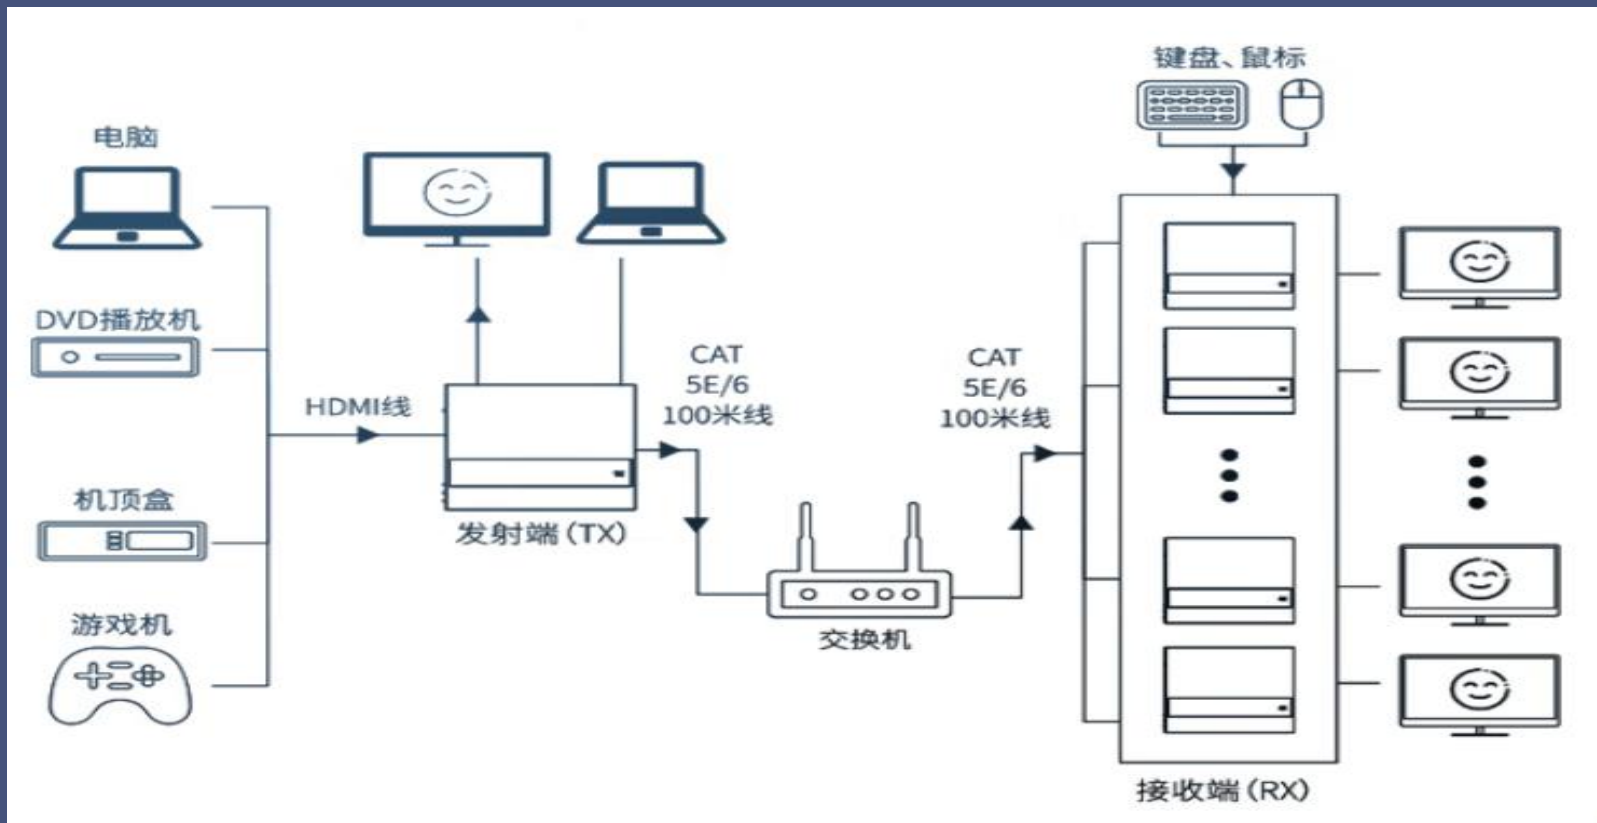 键盘、鼠标
电脑
DVD播放机
CAT
5E/6
100米线
CAT
5E/6
100米线
HDMI线
机顶盒
发射端(TX)
游戏机
交换机
接收端(RX)